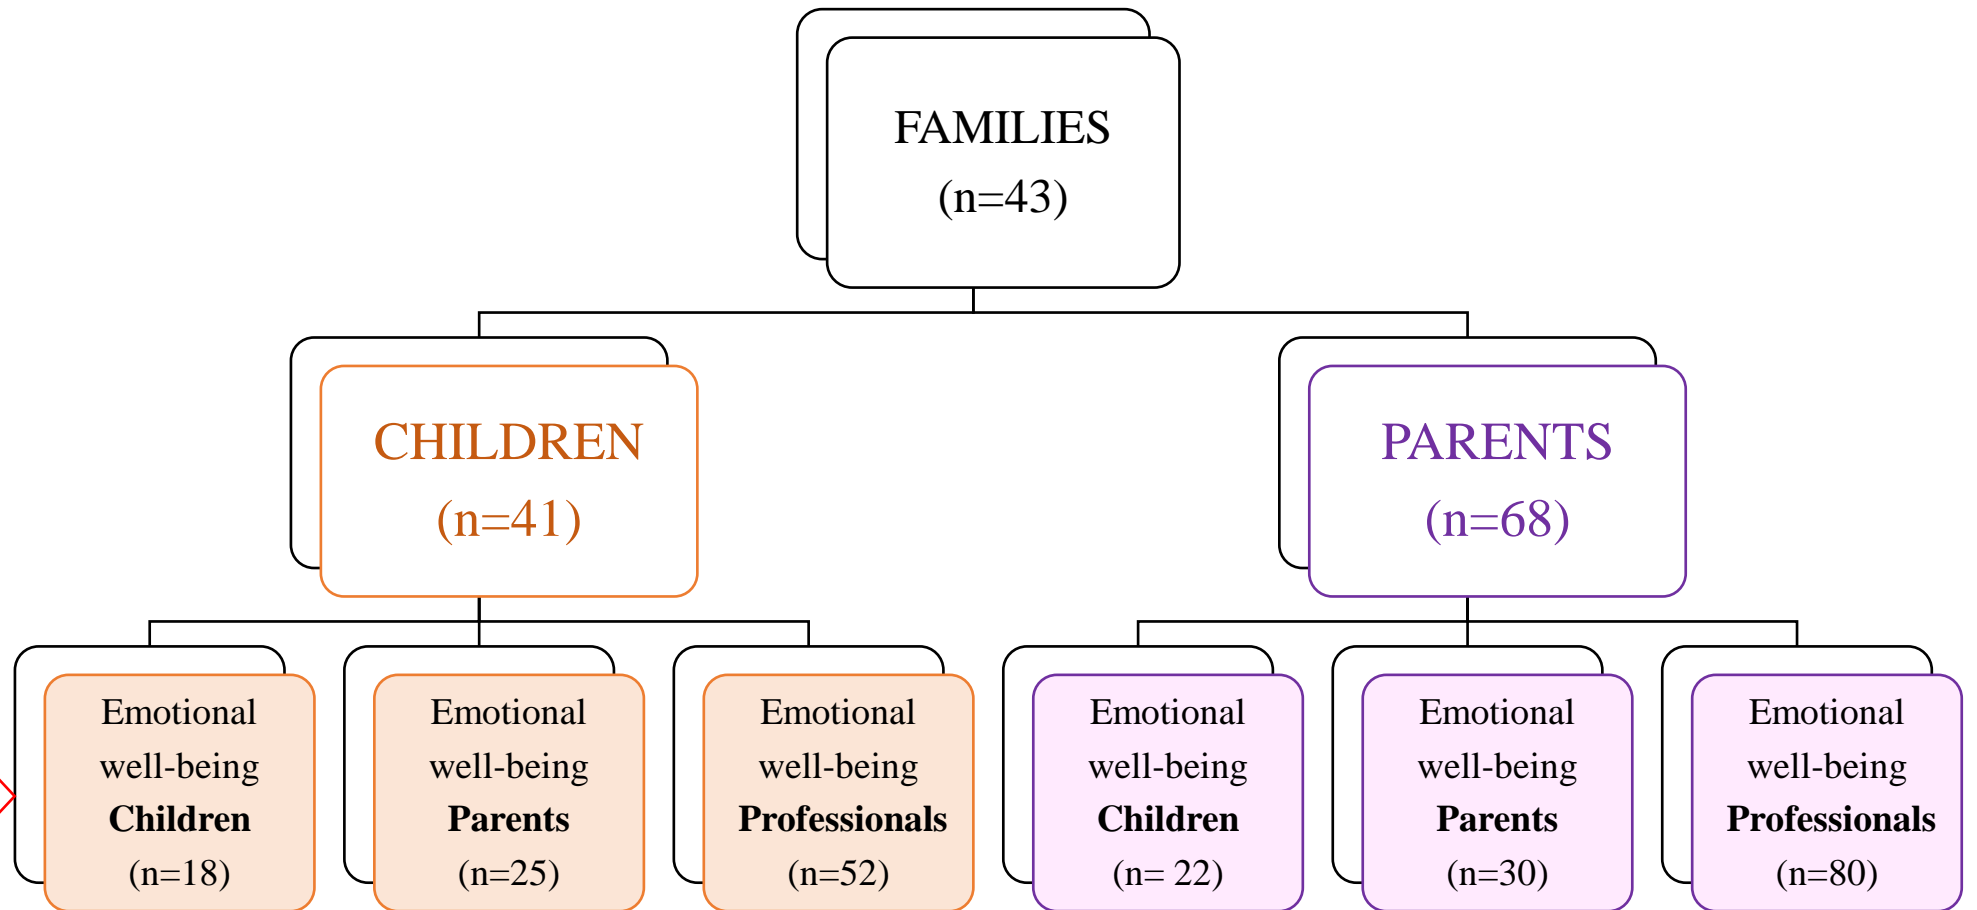 FAMILIES
(n=43)
CHILDREN
(n=41)
PARENTS
(n=68)
Emotional
well-being
Children
(n=18)
Emotional
well-being
Parents
(n=25)
Emotional
well-being
Professionals
(n=52)
Emotional
well-being
Children
(n= 22)
Emotional
well-being
Parents
(n=30)
Emotional
well-being
Professionals
(n=80)